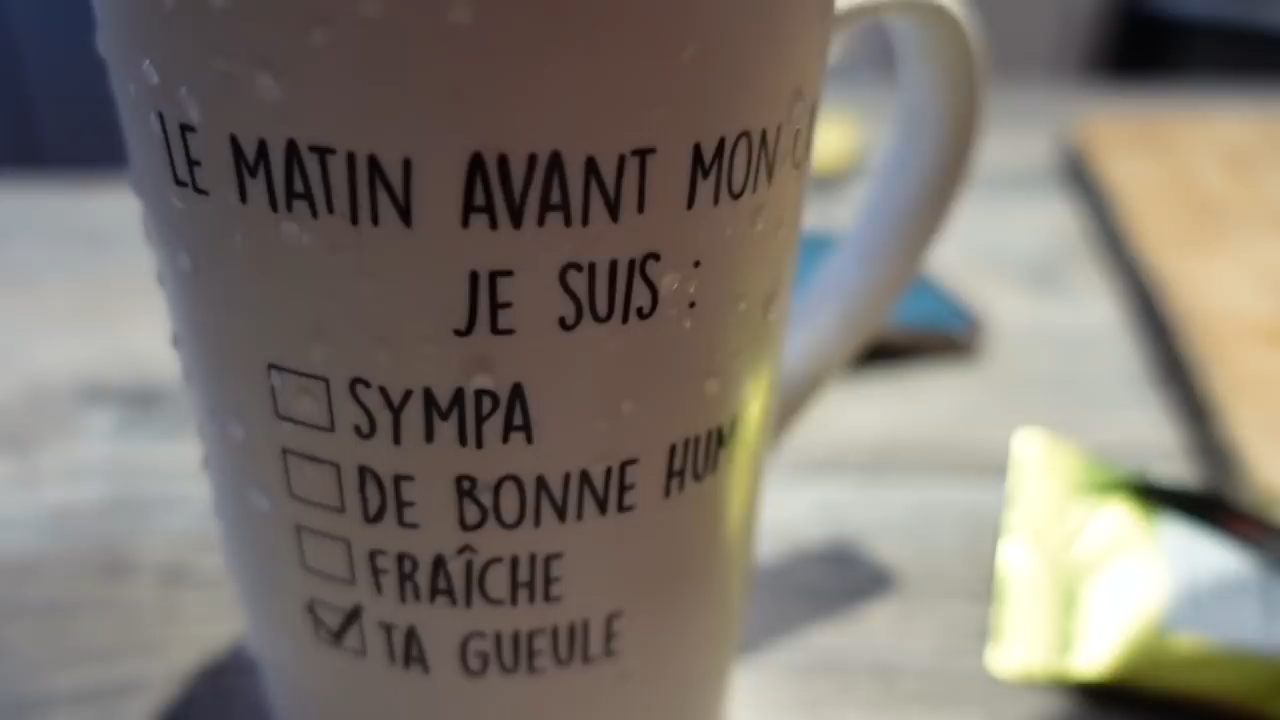 LE MATIN AVANT MON
JE SUIS :
SYMPA
DE BONNE
FRAÎCHE
TA GUEULE